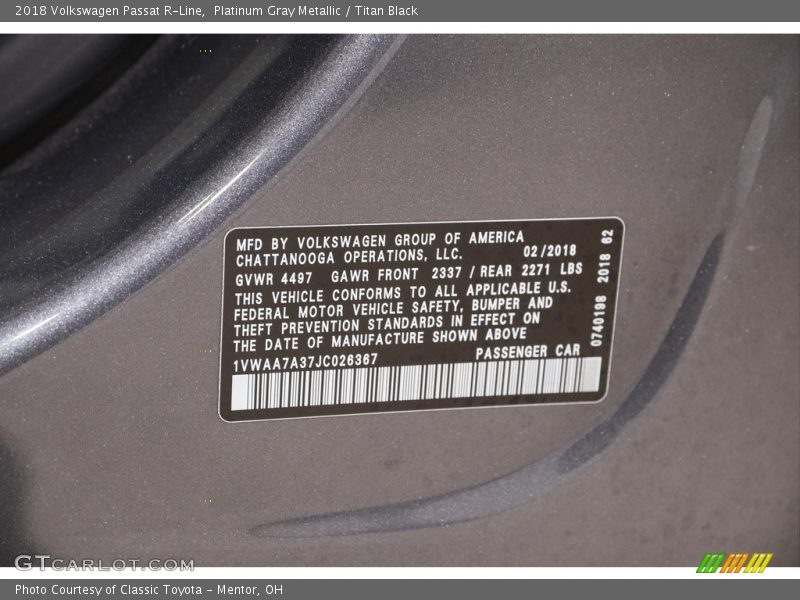 2018 Volkswagen Passat R-Line, Platinum Gray Metallic / Titan Black
MFD BY VOLKSWAGEN GROUP OF AMERICA
CHATTANOOGA OPERATIONS, LLC. 02/2018
GVWR 4497 GAWR FRONT 2337 / REAR 2271 LBS
THIS VEHICLE CONFORMS TO ALL APPLICABLE U.S.
FEDERAL MOTOR VEHICLE SAFETY, BUMPER AND
THEFT PREVENTION STANDARDS IN EFFECT ON
THE DATE OF MANUFACTURE SHOWN ABOVE
1VWAA7A37JC026367 PASSENGER CAR
0740198 2018 62
GTCARLOT.COM
Photo Courtesy of Classic Toyota - Mentor, OH